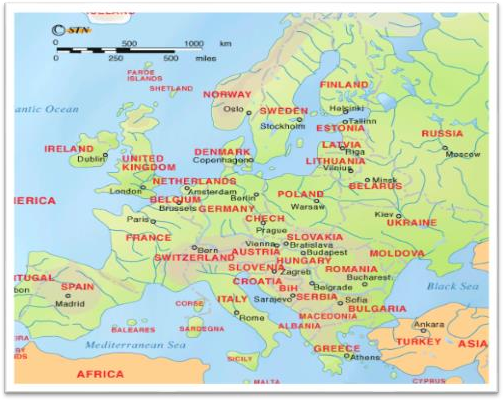 ICELAND
© STN
0 500 1000 km
0 250 500 miles
FAROE
ISLANDS
SHETLAND
NORWAY
FINLAND
Oslo
SWEDEN
Helsinki
Stockholm
Tallinn
ESTONIA
antic Ocean
RUSSIA
Moscow
IRELAND
Dublin
UNITED
KINGDOM
DENMARK
Copenhagen
LATVIA
Riga
LITHUANIA
Vilnius
Minsk
BELARUS
London
NETHERLANDS
Amsterdam
BELGIUM
Brussels
GERMANY
Berlin
POLAND
Warsaw
ERICA
Kiev
UKRAINE
Paris
CHECH
Prague
FRANCE
SLOVAKIA
Vienna
Bratislava
Bern
AUSTRIA
Budapest
SWITZERLAND
HUNGARY
MOLDOVA
SLOVENIA
Zagreb
ROMANIA
Bucharest
CROATIA
BIH
Belgrade
TUGAL
SPAIN
bon
Madrid
CORSE
ITALY
Sarajevo
SERBIA
Sofia
BULGARIA
Black Sea
Rome
MACEDONIA
ALBANIA
BALEARES
SARDEGNA
Ankara
TURKEY
ASIA
Mediterranean Sea
GREECE
Athens
SICILY
AFRICA
MALTA
CYPRUS